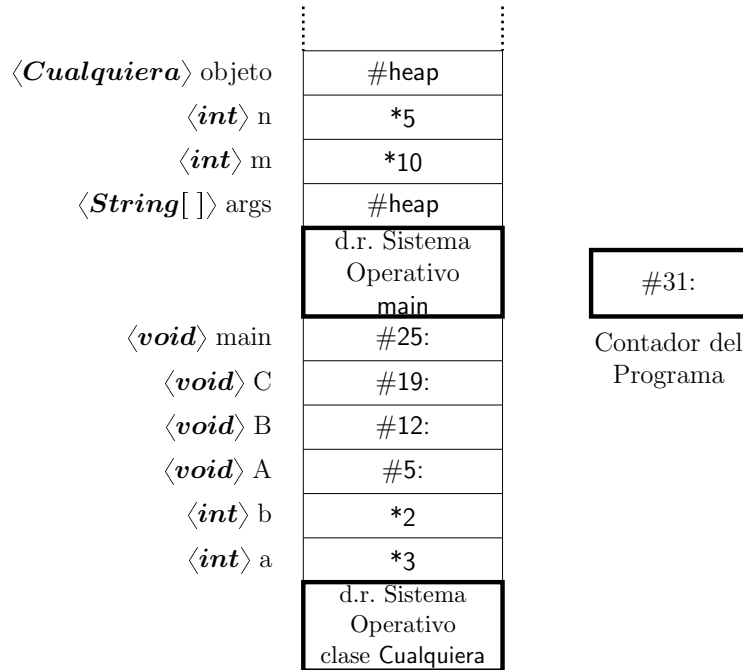 ⟨Cualquiera⟩ objeto #heap
⟨int⟩ n *5
⟨int⟩ m *10
⟨String[ ]⟩ args #heap
d.r. Sistema
Operativo
main
#31:
Contador del
Programa
⟨void⟩ main #25:
⟨void⟩ C #19:
⟨void⟩ B #12:
⟨void⟩ A #5:
⟨int⟩ b *2
⟨int⟩ a *3
d.r. Sistema
Operativo
clase Cualquiera